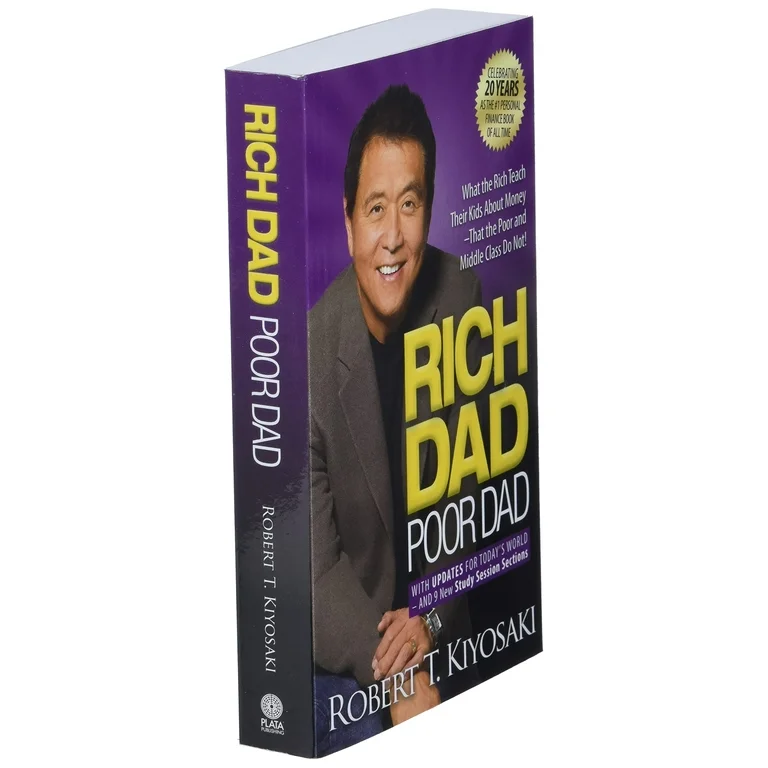 RICH DAD POOR DAD
ROBERT T. KIYOSAKI
PLATA
PUBLISHING
CELEBRATING
20 YEARS
AS THE #1 PERSONAL
FINANCE BOOK
OF ALL TIME
What the Rich Teach
Their Kids About Money
–That the Poor and
Middle Class Do Not!
RICH
DAD
POOR DAD
WITH UPDATES FOR TODAY'S WORLD
– AND 9 New Study Session Sections
ROBERT T. KIYOSAKI